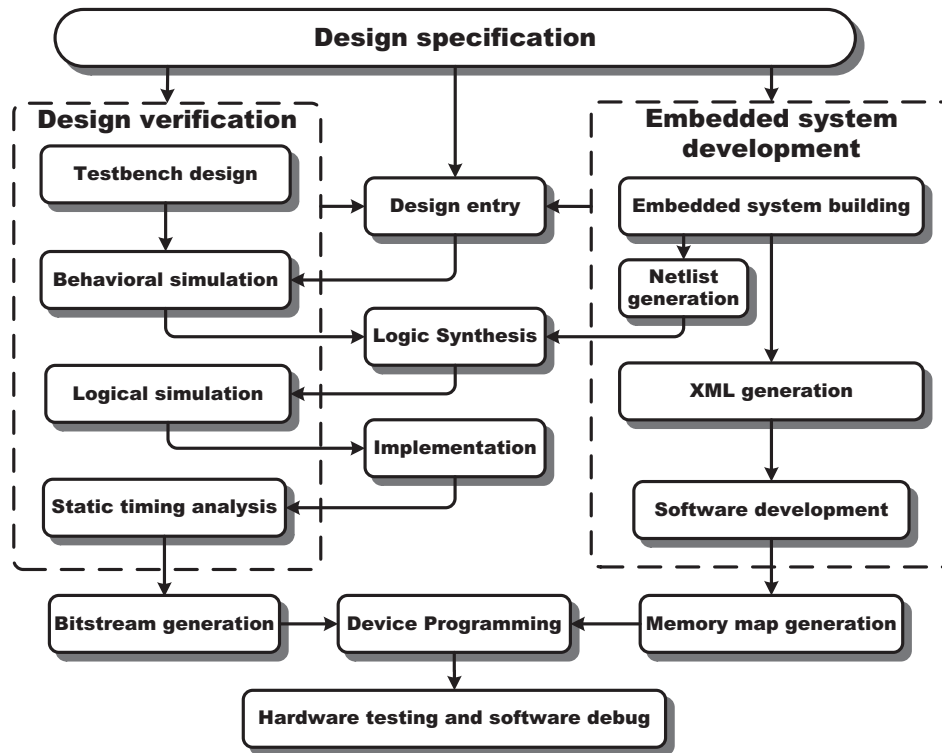 Design specification
Design verification
Testbench design
Behavioral simulation
Logical simulation
Static timing analysis
Design entry
Logic Synthesis
Implementation
Embedded system
development
Embedded system building
Netlist
generation
XML generation
Software development
Bitstream generation
Device Programming
Memory map generation
Hardware testing and software debug